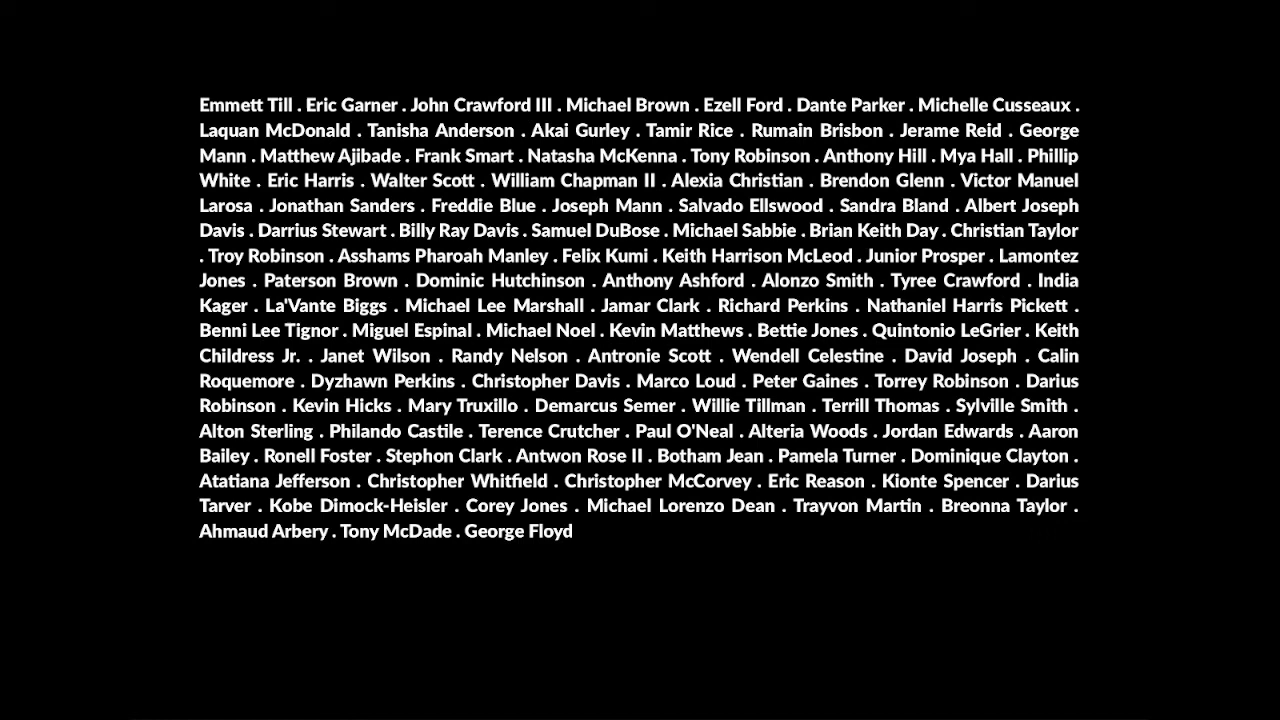 Emmett Till . Eric Garner . John Crawford III . Michael Brown . Ezell Ford . Dante Parker . Michelle Cusseaux .
Laquan McDonald . Tanisha Anderson . Akai Gurley . Tamir Rice . Rumain Brisbon . Jerame Reid . George
Mann . Matthew Ajibade . Frank Smart . Natasha McKenna . Tony Robinson . Anthony Hill . Mya Hall . Phillip
White . Eric Harris . Walter Scott . William Chapman II . Alexia Christian . Brendon Glenn . Victor Manuel
Larosa . Jonathan Sanders . Freddie Blue . Joseph Mann . Salvado Ellswood . Sandra Bland . Albert Joseph
Davis . Darrius Stewart . Billy Ray Davis . Samuel DuBose . Michael Sabbie . Brian Keith Day . Christian Taylor
. Troy Robinson . Asshams Pharoah Manley . Felix Kumi . Keith Harrison McLeod . Junior Prosper . Lamontez
Jones . Paterson Brown . Dominic Hutchinson . Anthony Ashford . Alonzo Smith . Tyree Crawford . India
Kager . La'Vante Biggs . Michael Lee Marshall . Jamar Clark . Richard Perkins . Nathaniel Harris Pickett .
Benni Lee Tignor . Miguel Espinal . Michael Noel . Kevin Matthews . Bettie Jones . Quintonio LeGrier . Keith
Childress Jr. . Janet Wilson . Randy Nelson . Antronie Scott . Wendell Celestine . David Joseph . Calin
Roquemore . Dyzhawn Perkins . Christopher Davis . Marco Loud . Peter Gaines . Torrey Robinson . Darius
Robinson . Kevin Hicks . Mary Truxillo . Demarcus Semer . Willie Tillman . Terrill Thomas . Sylville Smith .
Alton Sterling . Philando Castile . Terence Crutcher . Paul O'Neal . Alteria Woods . Jordan Edwards . Aaron
Bailey . Ronell Foster . Stephon Clark . Antwon Rose II . Botham Jean . Pamela Turner . Dominique Clayton .
Atatiana Jefferson . Christopher Whitfield . Christopher McCorvey . Eric Reason . Kionte Spencer . Darius
Tarver . Kobe Dimock-Heisler . Corey Jones . Michael Lorenzo Dean . Trayvon Martin . Breonna Taylor .
Ahmaud Arbery . Tony McDade . George Floyd